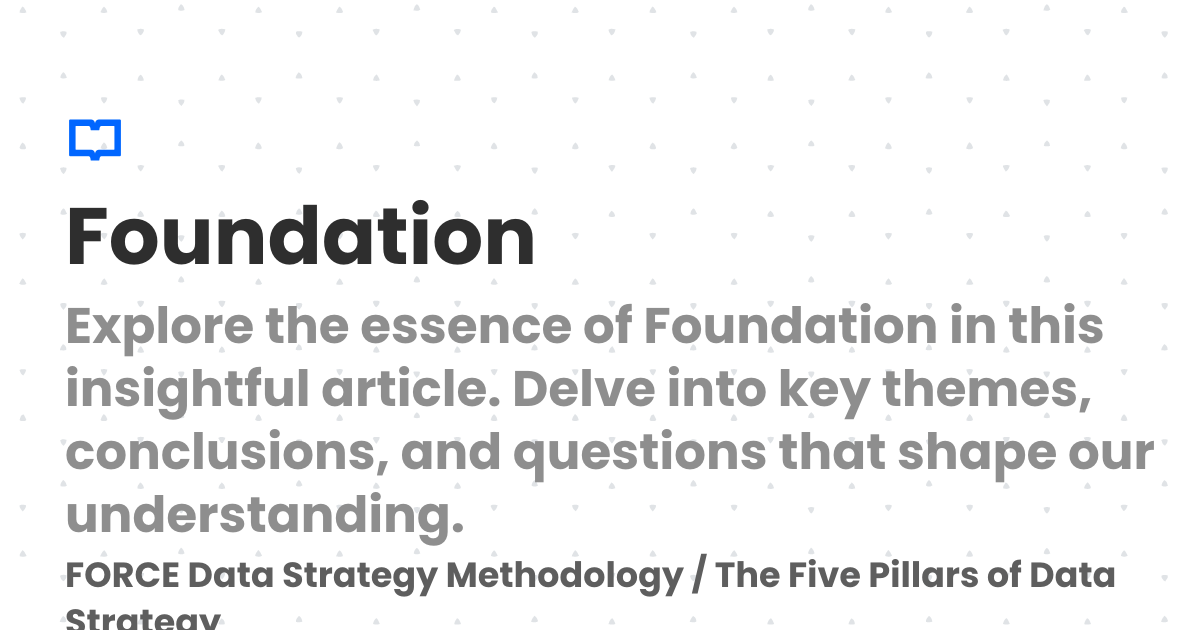 Foundation
Explore the essence of Foundation in this
insightful article. Delve into key themes,
conclusions, and questions that shape our
understanding.
FORCE Data Strategy Methodology / The Five Pillars of Data
Strategy